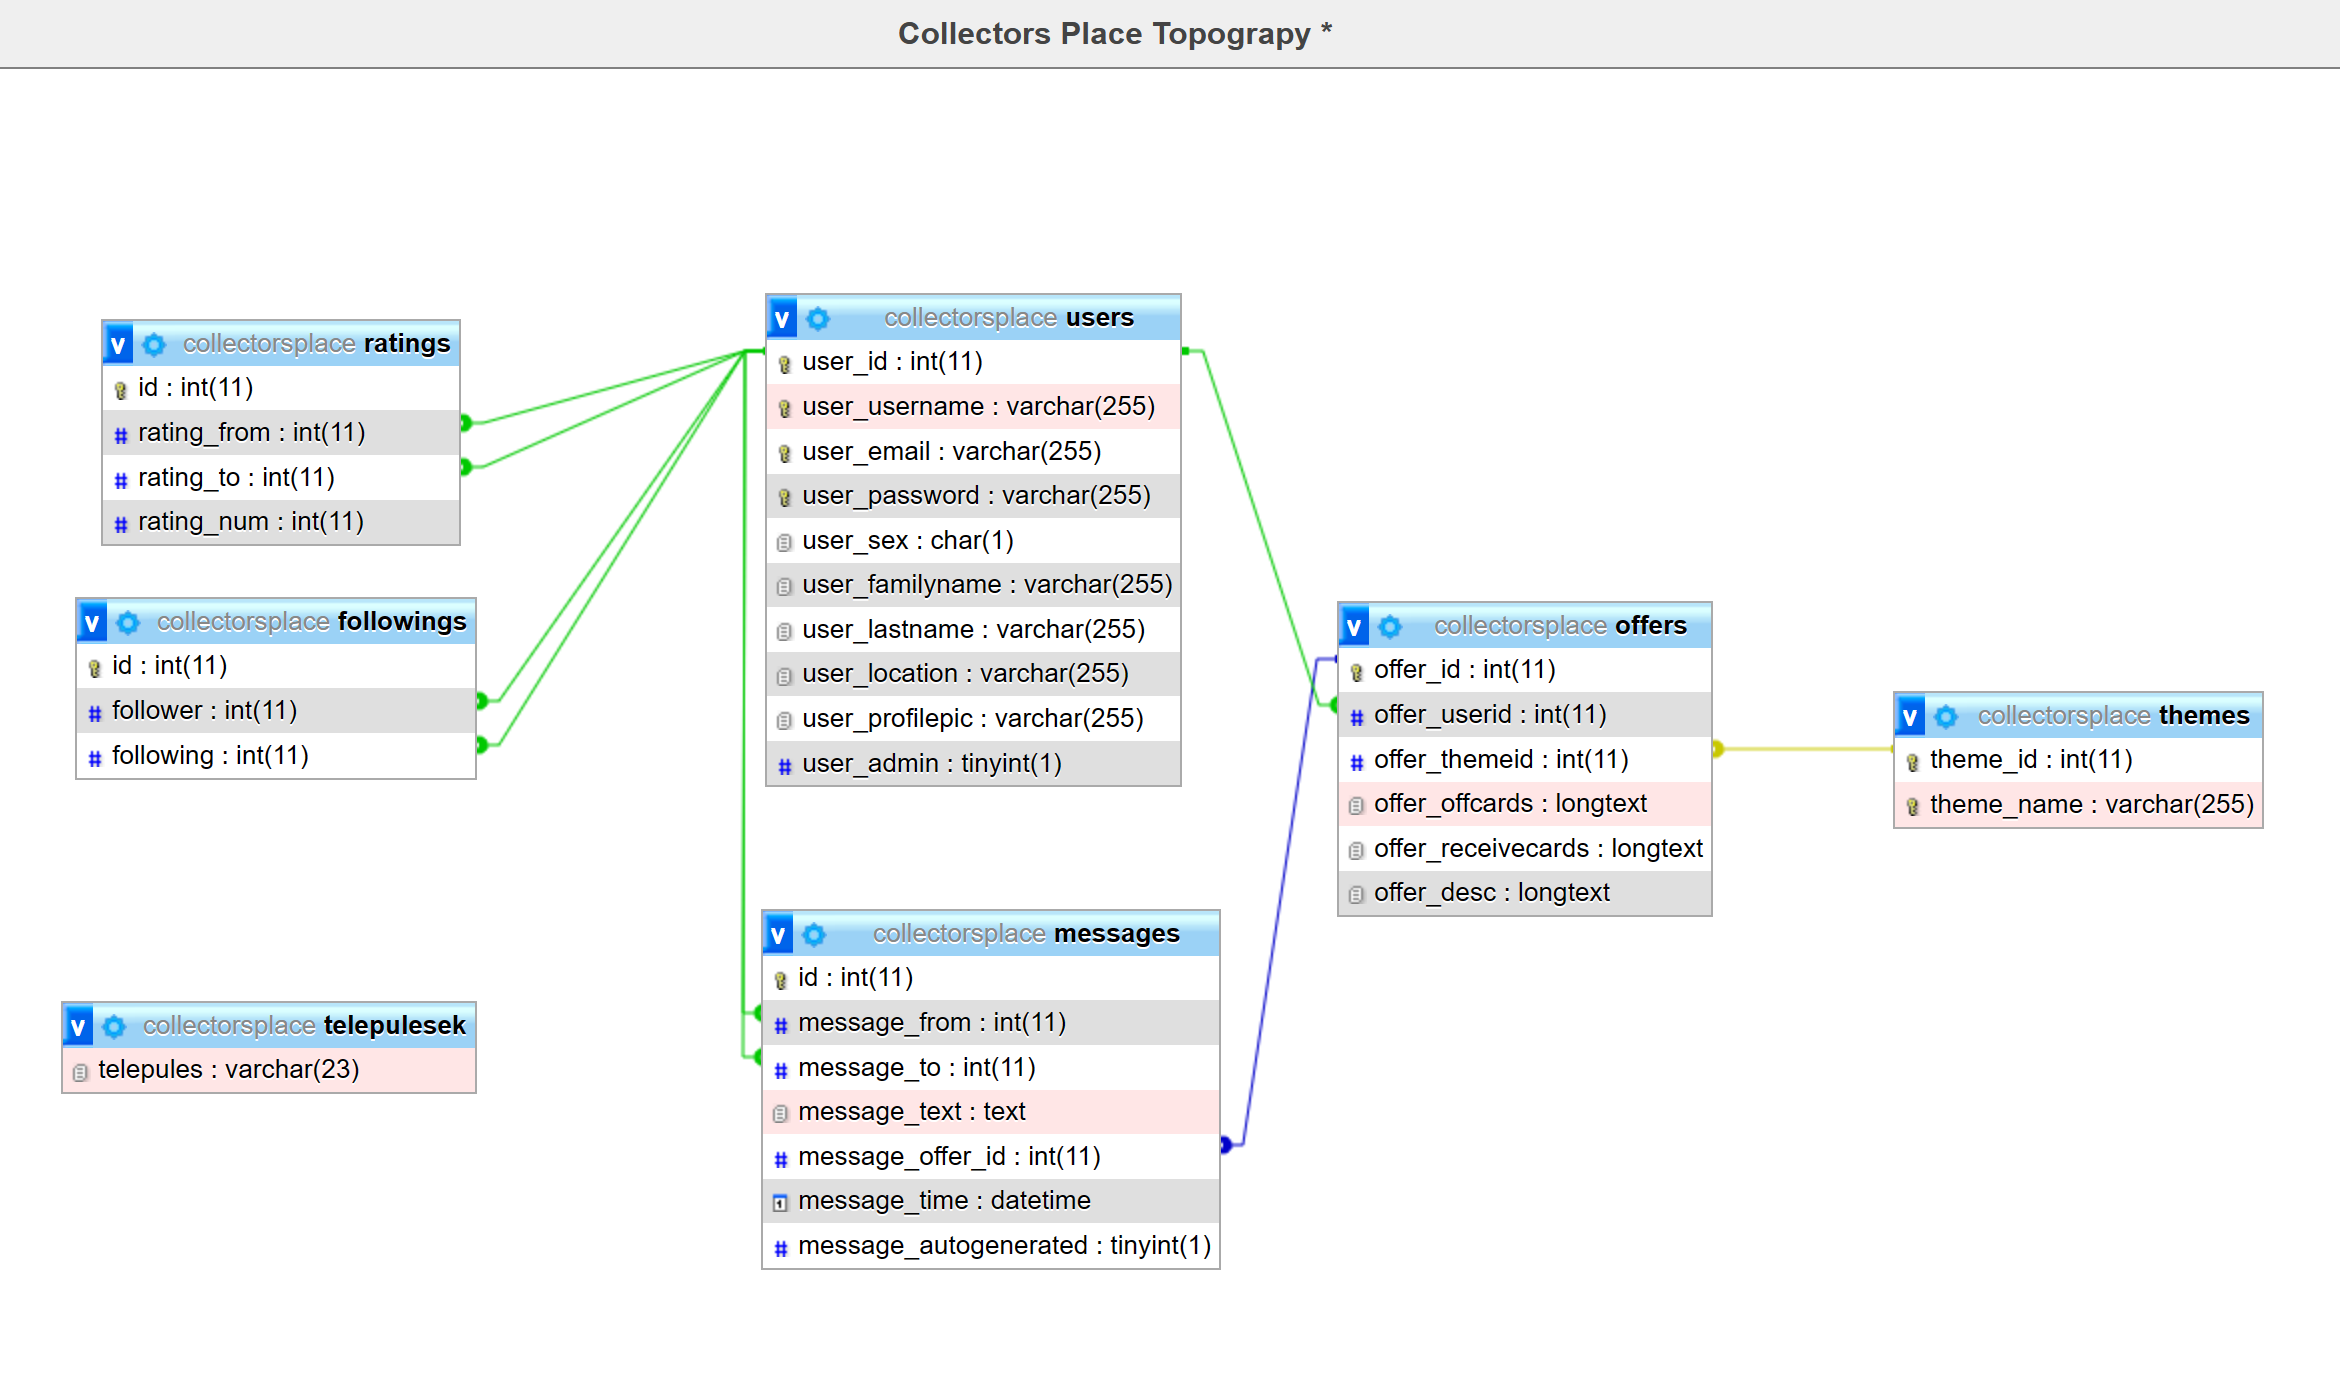 Collectors Place Topograpy *
v collectorsplace ratings
id : int(11)
# rating_from : int(11)
# rating_to : int(11)
# rating_num : int(11)
v collectorsplace followings
id : int(11)
# follower : int(11)
# following : int(11)
v collectorsplace telepulesek
telepules : varchar(23)
v collectorsplace users
user_id : int(11)
user_username : varchar(255)
user_email : varchar(255)
user_password : varchar(255)
user_sex : char(1)
user_familyname : varchar(255)
user_lastname : varchar(255)
user_location : varchar(255)
user_profilepic : varchar(255)
# user_admin : tinyint(1)
v collectorsplace messages
id : int(11)
# message_from : int(11)
# message_to : int(11)
message_text : text
# message_offer_id : int(11)
message_time : datetime
# message_autogenerated : tinyint(1)
v collectorsplace offers
offer_id : int(11)
# offer_userid : int(11)
# offer_themeid : int(11)
offer_offcards : longtext
offer_receivecards : longtext
offer_desc : longtext
v collectorsplace themes
theme_id : int(11)
theme_name : varchar(255)